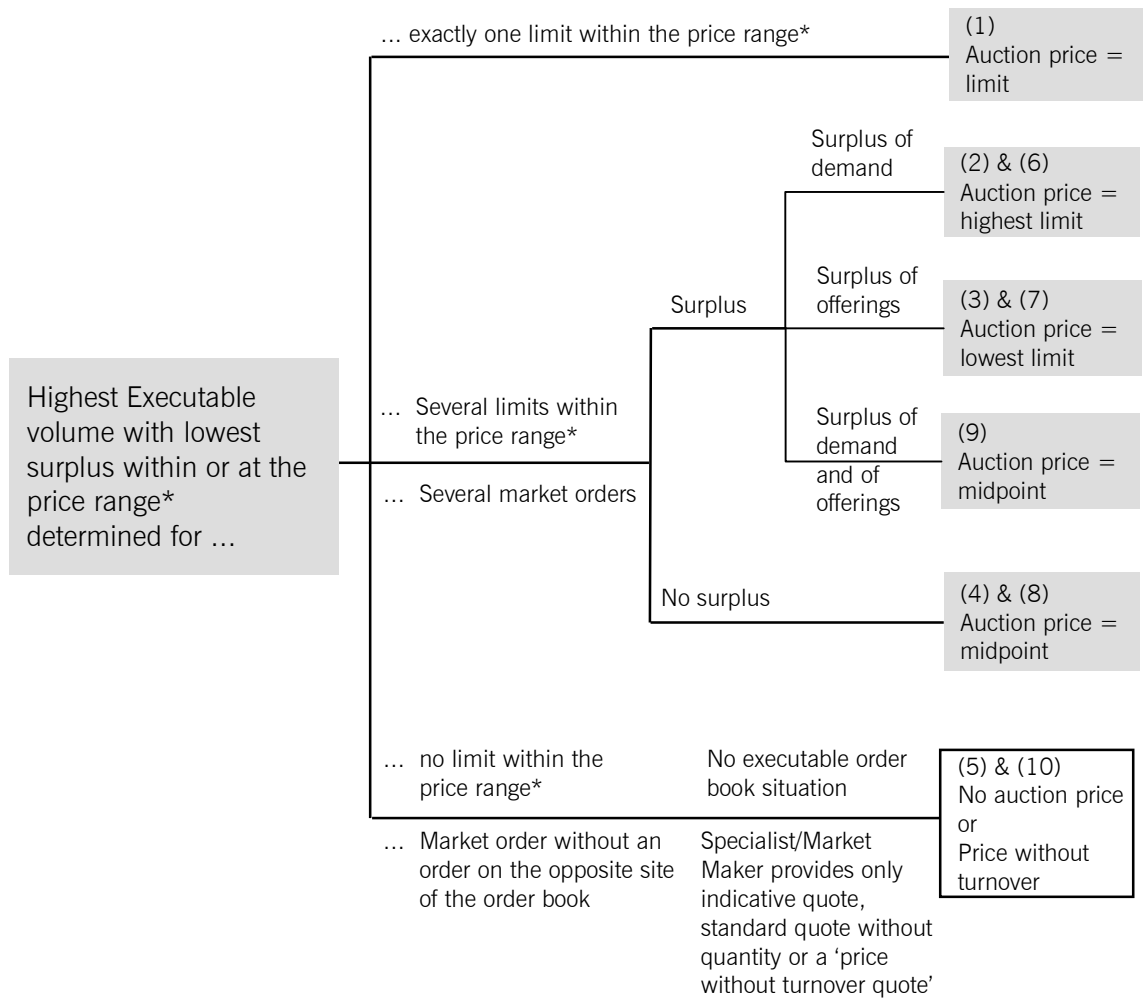 ... exactly one limit within the price range*
(1)
Auction price =
limit
Surplus of
demand
(2) & (6)
Auction price =
highest limit
Surplus
Surplus of
offerings
(3) & (7)
Auction price =
lowest limit
Highest Executable
volume with lowest
surplus within or at the
price range*
determined for ...
... Several limits within
the price range*
... Several market orders
Surplus of
demand
and of
offerings
(9)
Auction price =
midpoint
No surplus
(4) & (8)
Auction price =
midpoint
... no limit within the
price range*
No executable order
book situation
... Market order without an
order on the opposite site
of the order book
Specialist/Market
Maker provides only
indicative quote,
standard quote without
quantity or a ‘price
without turnover quote’
(5) & (10)
No auction price
or
Price without
turnover